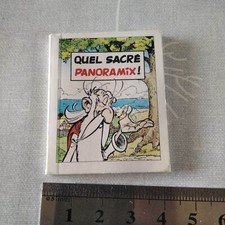 QUEL SACRÉ
PANORAMIX!
1 2 3 4 5 6